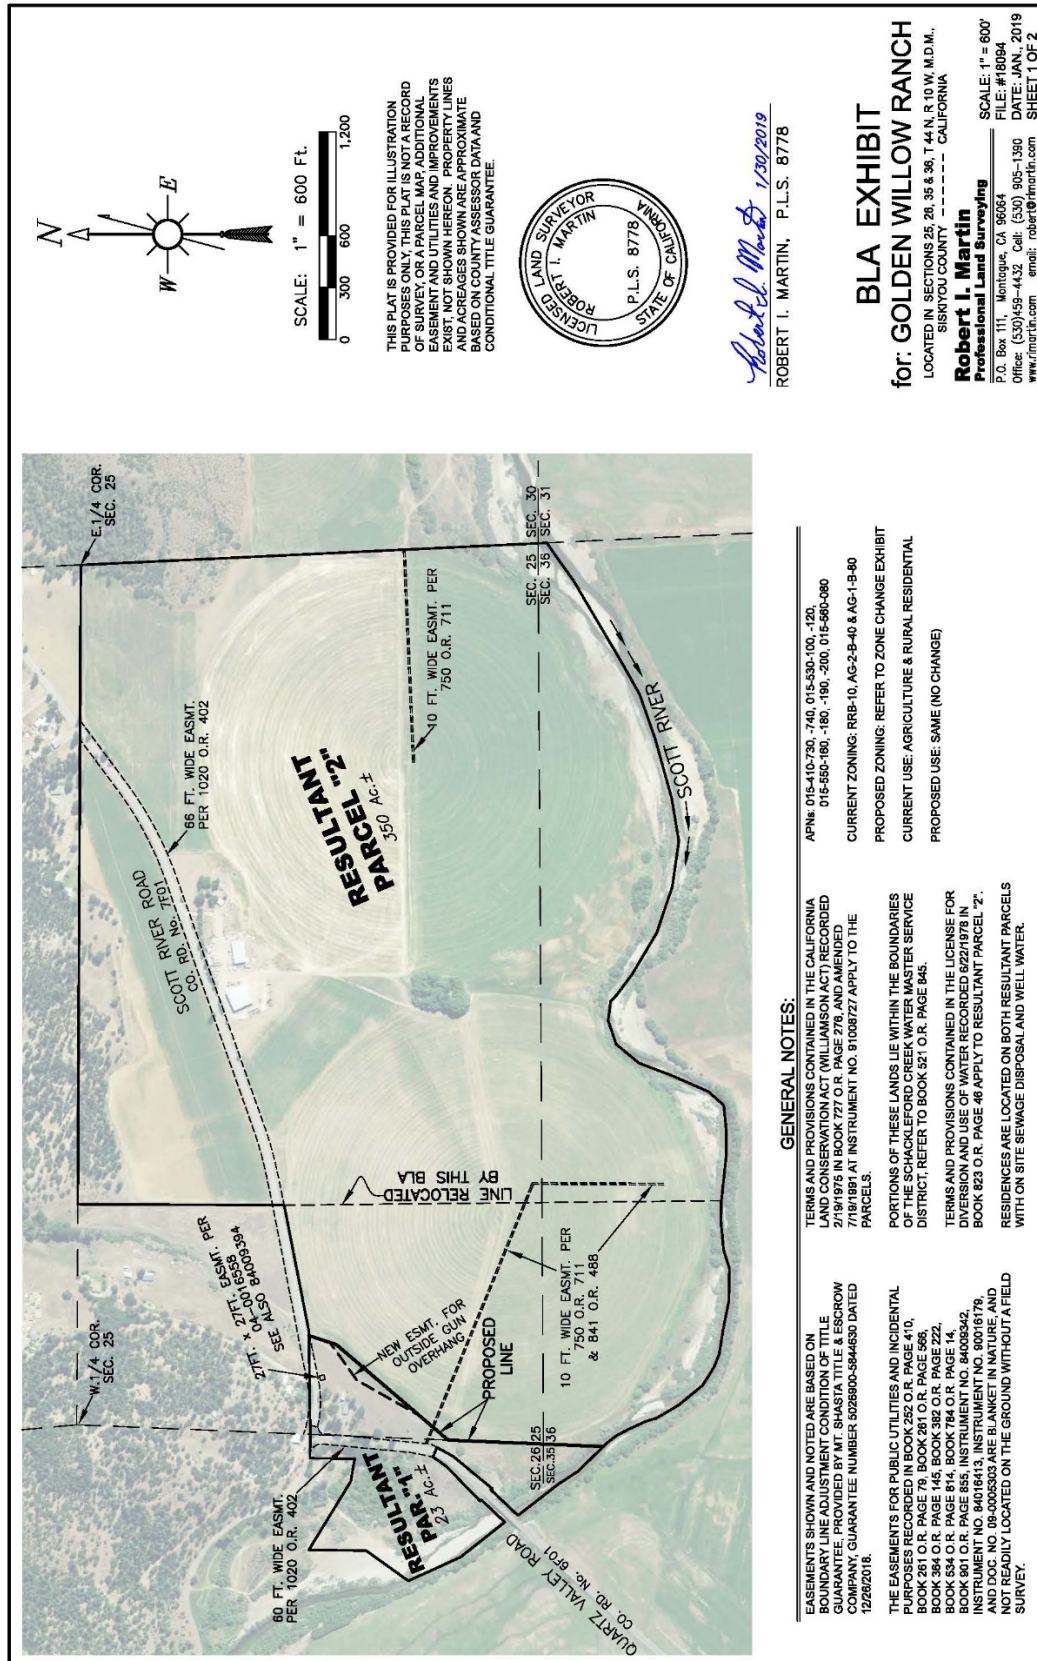 N
W
E
SCALE: 1" = 600 Ft.
0 300 600 1,200
THIS PLAT IS PROVIDED FOR ILLUSTRATION
PURPOSES ONLY, THIS PLAT IS NOT A RECORD
OF SURVEY, OR A PARCEL MAP, ADDITIONAL
EASEMENT AND UTILITIES AND IMPROVEMENTS
EXIST, NOT SHOWN HEREON. PROPERTY LINES
AND ACREAGES SHOWN ARE APPROXIMATE
BASED ON COUNTY ASSESSOR DATA AND
CONDITIONAL TITLE GUARANTEE.
LICENSED LAND SURVEYOR
ROBERT I. MARTIN
P.L.S. 8778
STATE OF CALIFORNIA
Robert I. Martin 1/30/2019
ROBERT I. MARTIN, P.L.S. 8778
BLA EXHIBIT
for: GOLDEN WILLOW RANCH
LOCATED IN SECTIONS 25, 26, 35 & 36, T 44 N, R 10 W, M.D.M.,
SISKIYOU COUNTY - - - - - - CALIFORNIA
Robert I. Martin
Professional Land Surveying
P.O. Box 111, Montague, CA 96064
Office: (530)459-4432 Cell: (530) 905-1390
www.rimartin.com email: robert@rimartin.com
SCALE: 1" = 600'
FILE: #18094
DATE: JAN., 2019
SHEET 1 OF 2
W.1/4 COR.
SEC. 25
E.1/4 COR.
SEC. 25
66 FT. WIDE EASMT.
PER 1020 O.R. 402
SCOTT RIVER ROAD
CO. RD. No. 7F01
RESULTANT
PARCEL "2"
350 Ac.±
10 FT. WIDE EASMT. PER
750 O.R. 711
SEC. 25 SEC. 30
SEC. 36 SEC. 31
SCOTT RIVER
LINE RELOCATED
BY THIS BLA
27FT. x 27FT. EASMT. PER
04-0016558
SEE ALSO 84009394
NEW ESMT. FOR
OUTSIDE GUN
OVERHANG
PROPOSED
LINE
10 FT. WIDE EASMT. PER
750 O.R. 711
& 841 O.R. 488
SEC.26 25
SEC.35 36
60 FT. WIDE EASMT.
PER 1020 O.R. 402
RESULTANT
PAR. "1"
23 Ac.±
QUARTZ VALLEY ROAD
CO. RD. No. 6F01
GENERAL NOTES:
EASEMENTS SHOWN AND NOTED ARE BASED ON
BOUNDARY LINE ADJUSTMENT CONDITION OF TITLE
GUARANTEE, PROVIDED BY MT. SHASTA TITLE & ESCROW
COMPANY, GUARANTEE NUMBER 5026900-5844630 DATED
12/26/2018.
THE EASEMENTS FOR PUBLIC UTILITIES AND INCIDENTAL
PURPOSES RECORDED IN BOOK 252 O.R. PAGE 410,
BOOK 261 O.R. PAGE 79, BOOK 261 O.R. PAGE 566,
BOOK 364 O.R. PAGE 145, BOOK 382 O.R. PAGE 222,
BOOK 534 O.R. PAGE 814, BOOK 784 O.R. PAGE 14,
BOOK 901 O.R. PAGE 855, INSTRUMENT NO. 84009342,
INSTRUMENT NO. 84016413, INSTRUMENT NO. 9001679,
AND DOC. NO. 09-0005303 ARE BLANKET IN NATURE, AND
NOT READILY LOCATED ON THE GROUND WITHOUT A FIELD
SURVEY.
TERMS AND PROVISIONS CONTAINED IN THE CALIFORNIA
LAND CONSERVATION ACT (WILLIAMSON ACT) RECORDED
2/19/1975 IN BOOK 727 O.R. PAGE 276, AND AMENDED
7/19/1991 AT INSTRUMENT NO. 91008727 APPLY TO THE
PARCELS.
PORTIONS OF THESE LANDS LIE WITHIN THE BOUNDARIES
OF THE SCHACKLEFORD CREEK WATER MASTER SERVICE
DISTRICT, REFER TO BOOK 521 O.R. PAGE 845.
TERMS AND PROVISIONS CONTAINED IN THE LICENSE FOR
DIVERSION AND USE OF WATER RECORDED 6/22/1978 IN
BOOK 823 O.R. PAGE 46 APPLY TO RESULTANT PARCEL "2".
RESIDENCES ARE LOCATED ON BOTH RESULTANT PARCELS
WITH ON SITE SEWAGE DISPOSAL AND WELL WATER.
APNs: 015-410-730, -740, 015-530-100, -120,
015-550-160, -180, -190, -200, 015-560-080
CURRENT ZONING: RRB-10, AG-2-B-40 & AG-1-B-80
PROPOSED ZONING: REFER TO ZONE CHANGE EXHIBIT
CURRENT USE: AGRICULTURE & RURAL RESIDENTIAL
PROPOSED USE: SAME (NO CHANGE)